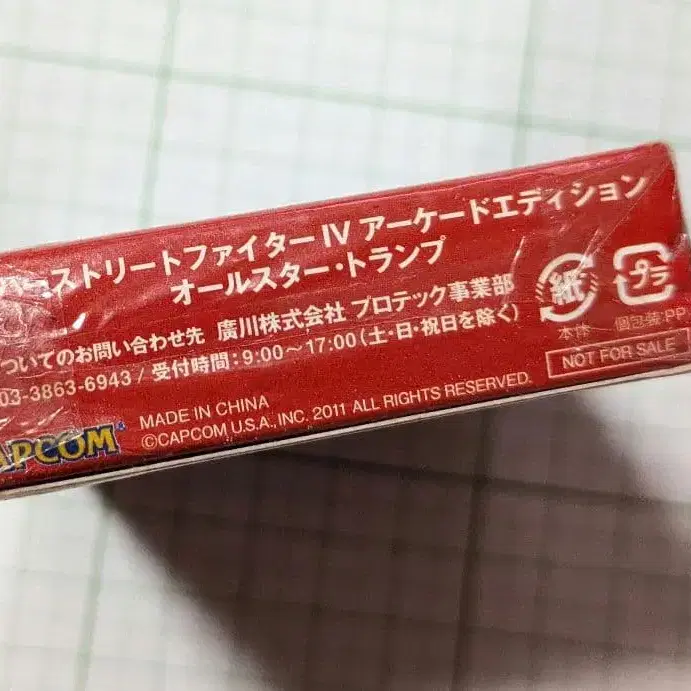 ーストリートファイターIV アーケードエディション
オールスター・トランプ
ついてのお問い合わせ先 廣川株式会社 プロテック事業部
03-3863-6943 / 受付時間:9:00〜17:00(土・日・祝日を除く)
紙
本体
プラ
個包装:PP
NOT FOR SALE
MADE IN CHINA
©CAPCOM U.S.A., INC. 2011 ALL RIGHTS RESERVED.
CAPCOM